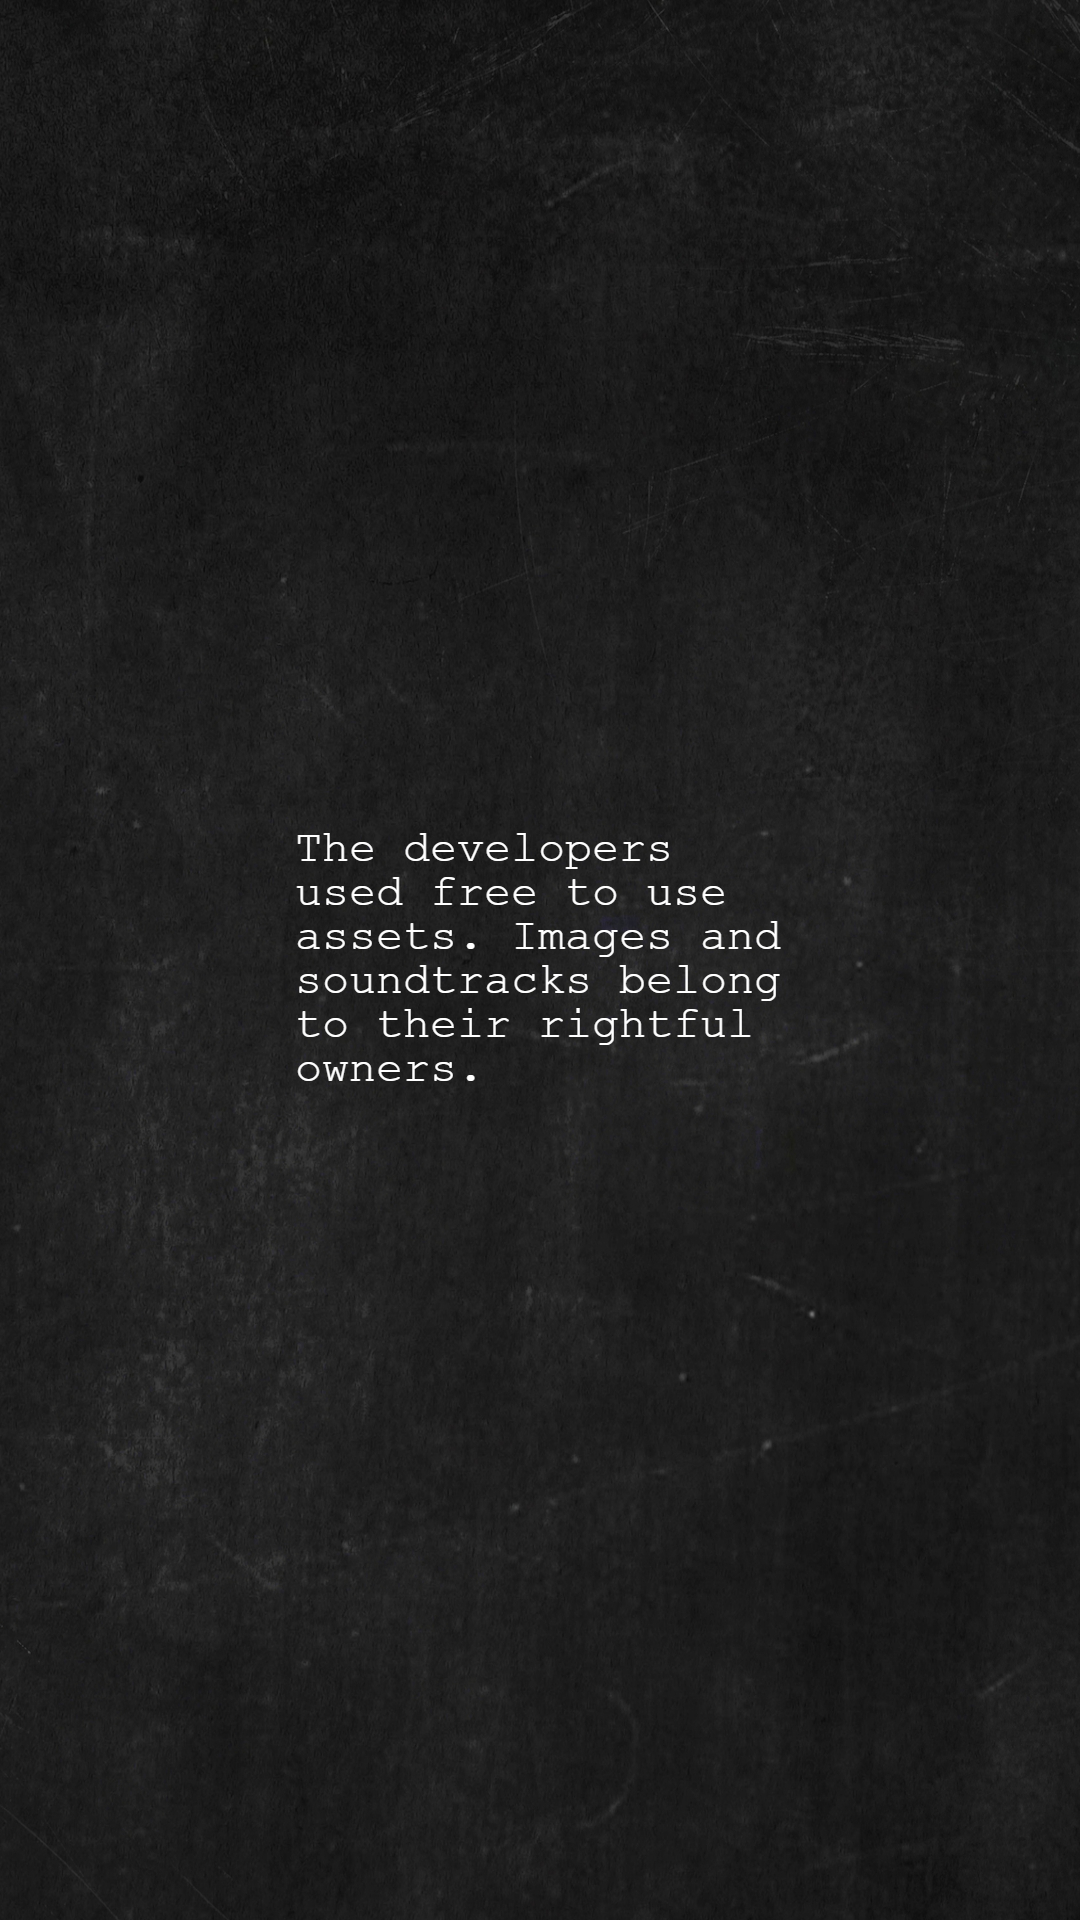 The developers
used free to use
assets. Images and
soundtracks belong
to their rightful
owners.